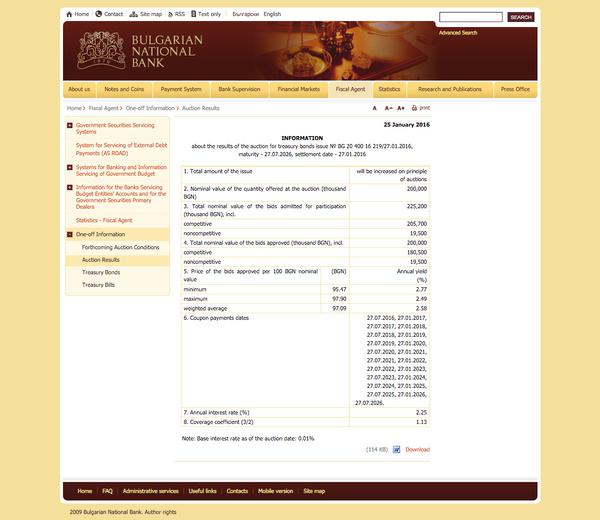 Home Contact Site map RSS Text only Български English
SEARCH
Advanced Search
BULGARIAN
NATIONAL
BANK
About us Notes and Coins Payment System Bank Supervision Financial Markets Fiscal Agent Statistics Research and Publications Press Office
Home Fiscal Agent One-off Information Auction Results A A- A+ print
Government Securities Servicing
Systems
System for Servicing of External Debt
Payments (AS ROAD)
Systems for Banking and Information
Servicing of Government Budget
Information for the Banks Servicing
Budget Entities' Accounts and for the
Government Securities Primary
Dealers
Statistics - Fiscal Agent
One-off Information
Forthcoming Auction Conditions
Auction Results
Treasury Bonds
Treasury Bills
25 January 2016
INFORMATION
about the results of the auction for treasury bonds issue № BG 20 400 16 219/27.01.2016,
maturity - 27.07.2026, settlement date - 27.01.2016
1. Total amount of the issue will be increased on principle
of auctions
2. Nominal value of the quantity offered at the auction (thousand 200,000
BGN)
3. Total nominal value of the bids admitted for participation 225,200
(thousand BGN), incl.
competitive 205,700
noncompetitive 19,500
4. Total nominal value of the bids approved (thousand BGN), incl. 200,000
competitive 180,500
noncompetitive 19,500
5. Price of the bids approved per 100 BGN nominal (BGN) Annual yield
value (%)
minimum 95.47 2.77
maximum 97.90 2.49
weighted average 97.09 2.58
6. Coupon payments dates 27.07.2016, 27.01.2017,
27.07.2017, 27.01.2018,
27.07.2018, 27.01.2019,
27.07.2019, 27.01.2020,
27.07.2020, 27.01.2021,
27.07.2021, 27.01.2022,
27.07.2022, 27.01.2023,
27.07.2023, 27.01.2024,
27.07.2024, 27.01.2025,
27.07.2025, 27.01.2026,
27.07.2026.
7. Annual interest rate (%) 2.25
8. Coverage coefficient (3/2) 1.13
Note: Base interest rate as of the auction date: 0.01%
(114 KB) Download
Home FAQ Administrative services Useful links Contacts Mobile version Site map
2009 Bulgarian National Bank. Author rights